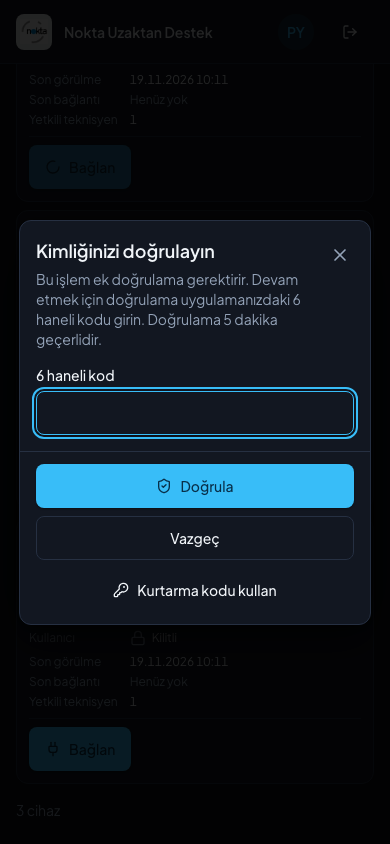 nokta
Nokta Uzaktan Destek
PY
Son görülme 19.11.2026 10:11
Son bağlantı Henüz yok
Yetkili teknisyen 1
Bağlan
Kimliğinizi doğrulayın
Bu işlem ek doğrulama gerektirir. Devam
etmek için doğrulama uygulamanızdaki 6
haneli kodu girin. Doğrulama 5 dakika
geçerlidir.
6 haneli kod
Doğrula
Vazgeç
Kurtarma kodu kullan
Kullanıcı Kilitli
Son görülme 19.11.2026 10:11
Son bağlantı Henüz yok
Yetkili teknisyen 1
Bağlan
3 cihaz